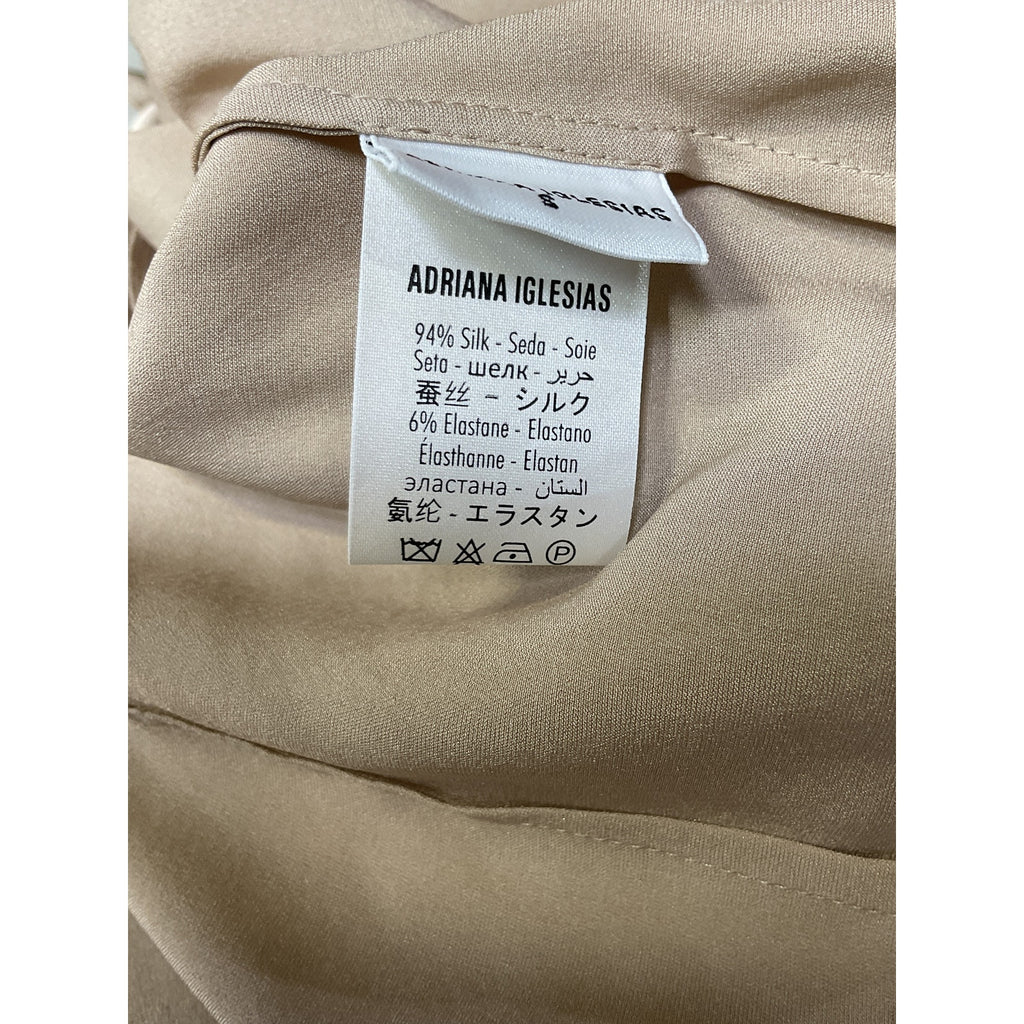 IGLESIAS
ADRIANA IGLESIAS
94% Silk - Seda - Soie
Seta - шелк - حرير
蚕丝 - シルク
6% Elastane - Elastano
Élasthanne - Elastan
эластана - الستان
氨纶 - エラスタン
P